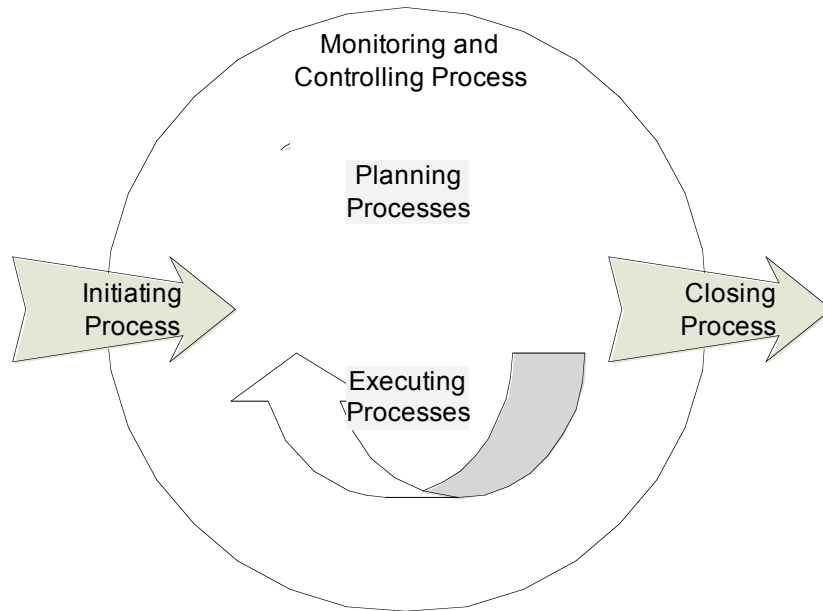 Monitoring and
Controlling Process
Planning
Processes
Initiating
Process
Closing
Process
Executing
Processes